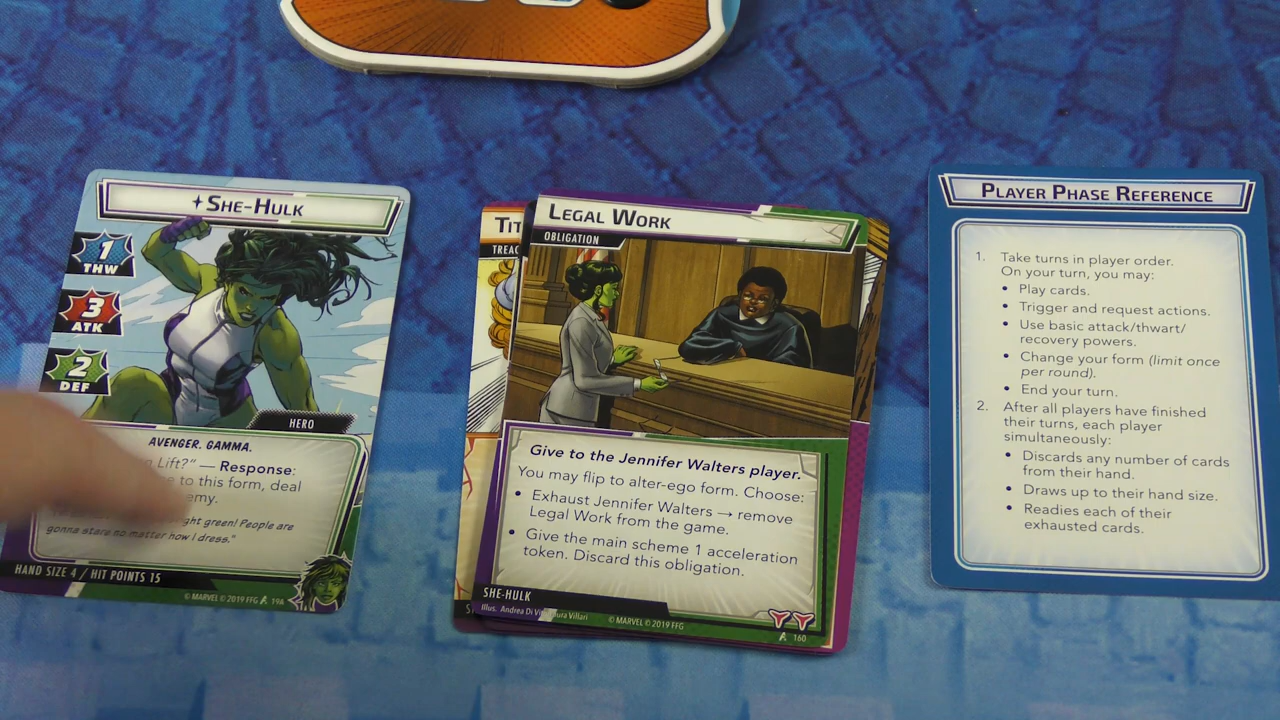 She-Hulk
1
THW
3
ATK
2
DEF
HERO
AVENGER. GAMMA.
Lift?" — Response:
to this form, deal
gonna stare no matter how I dress."
green! People are
HAND SIZE 4 / HIT POINTS 15
© MARVEL © 2019 FFG 19A
Legal Work
OBLIGATION
Give to the Jennifer Walters player.
You may flip to alter-ego form. Choose:
• Exhaust Jennifer Walters → remove
Legal Work from the game.
• Give the main scheme 1 acceleration
token. Discard this obligation.
SHE-HULK
Illus. Andrea Di Villari
© MARVEL © 2019 FFG
160
Player Phase Reference
1. Take turns in player order.
On your turn, you may:
• Play cards.
• Trigger and request actions.
• Use basic attack/thwart/
recovery powers.
• Change your form (limit once
per round).
• End your turn.
2. After all players have finished
their turns, each player
simultaneously:
• Discards any number of cards
from their hand.
• Draws up to their hand size.
• Readies each of their
exhausted cards.